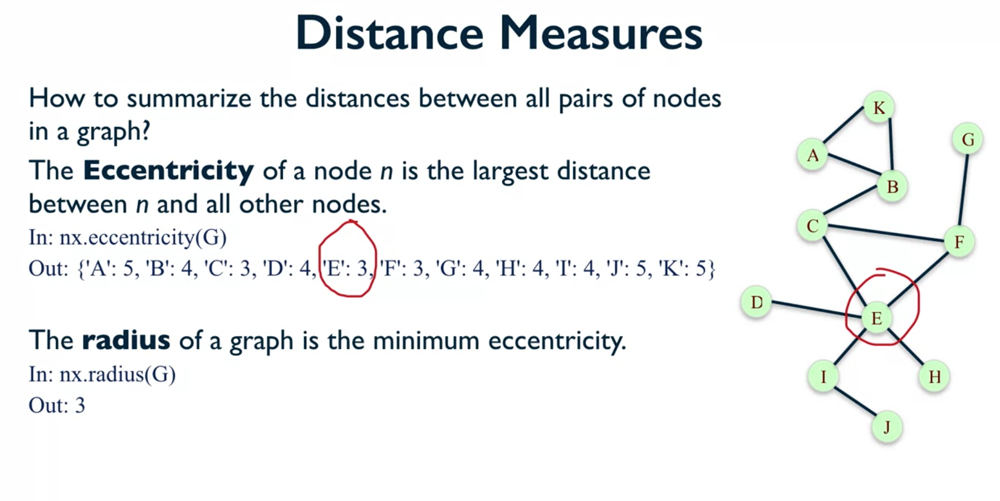 Distance Measures
How to summarize the distances between all pairs of nodes
in a graph?
The Eccentricity of a node n is the largest distance
between n and all other nodes.
In: nx.eccentricity(G)
Out: {'A': 5, 'B': 4, 'C': 3, 'D': 4, 'E': 3, 'F': 3, 'G': 4, 'H': 4, 'I': 4, 'J': 5, 'K': 5}
The radius of a graph is the minimum eccentricity.
In: nx.radius(G)
Out: 3
K
G
A
B
C
F
D
E
I
H
J